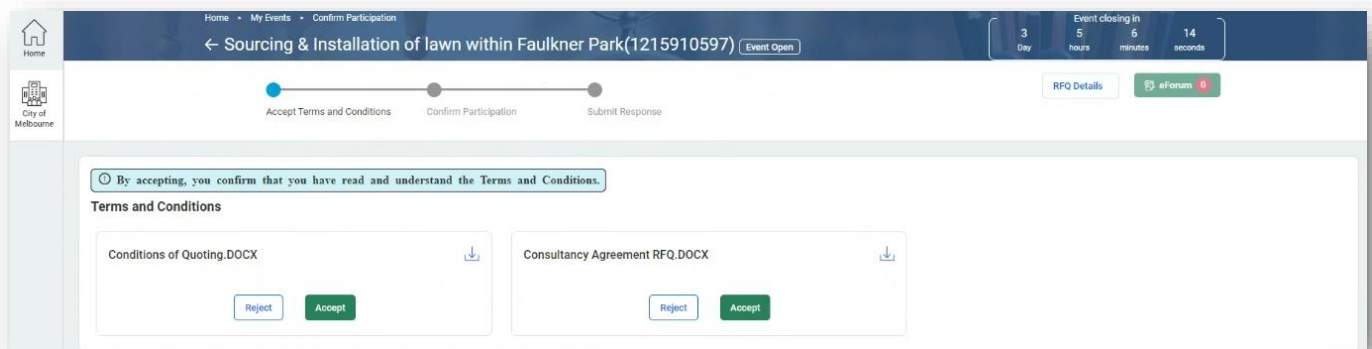 Home • My Events • Confirm Participation
← Sourcing & Installation of lawn within Faulkner Park(1215910597) Event Open
Event closing in
3 5 6 14
Day hours minutes seconds
Home
City of
Melbourne
Accept Terms and Conditions Confirm Participation Submit Response
RFQ Details eForum 0
By accepting, you confirm that you have read and understand the Terms and Conditions.
Terms and Conditions
Conditions of Quoting.DOCX Consultancy Agreement RFQ.DOCX
Reject Accept Reject Accept